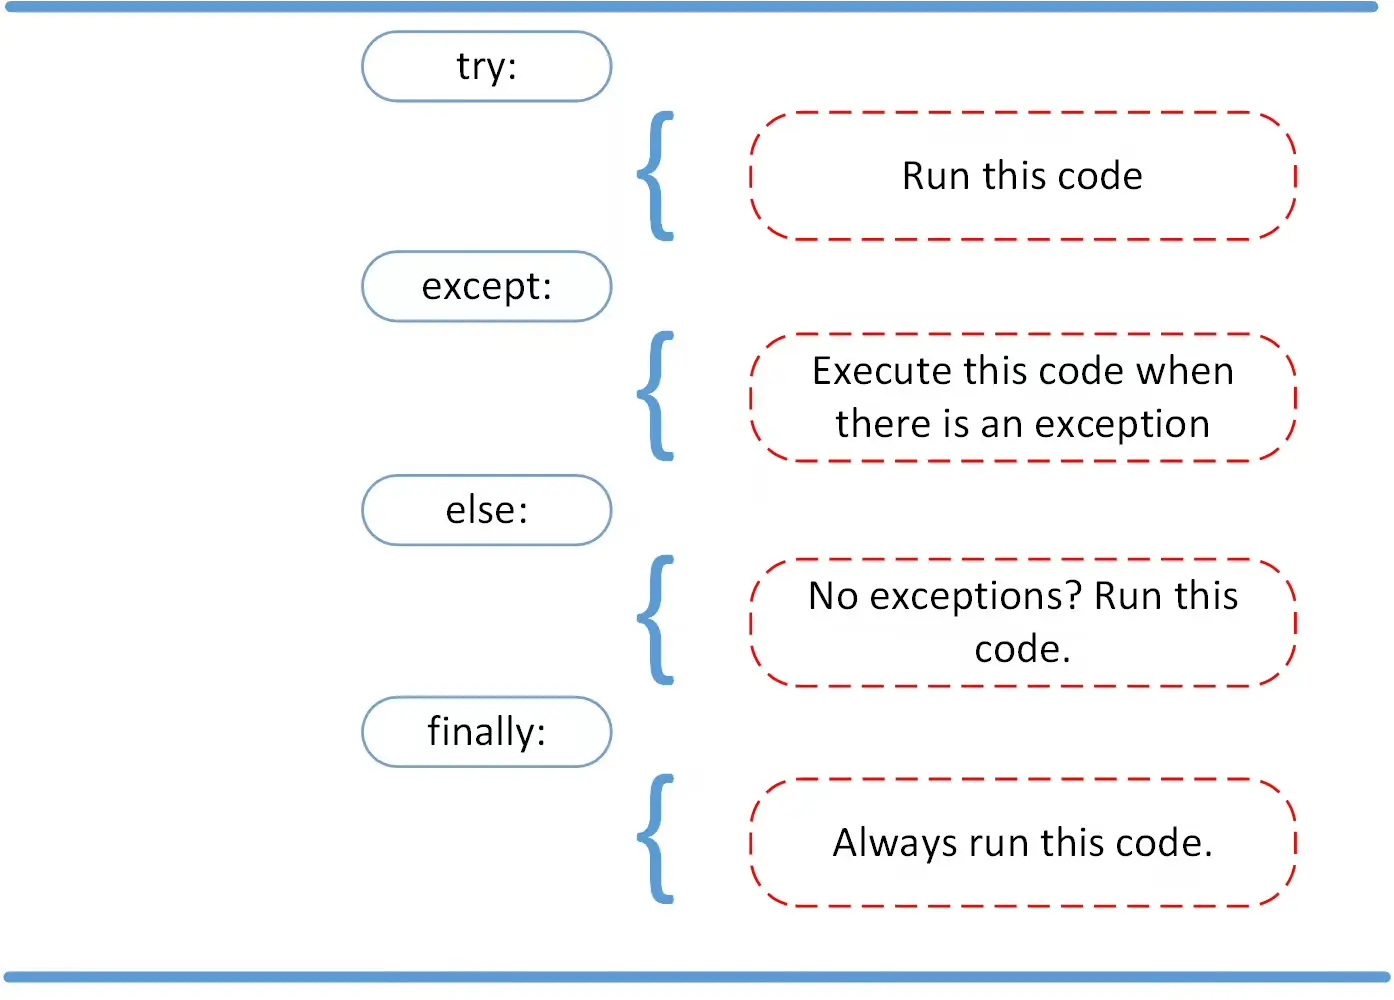 try:
Run this code
except:
Execute this code when
there is an exception
else:
No exceptions? Run this
code.
finally:
Always run this code.